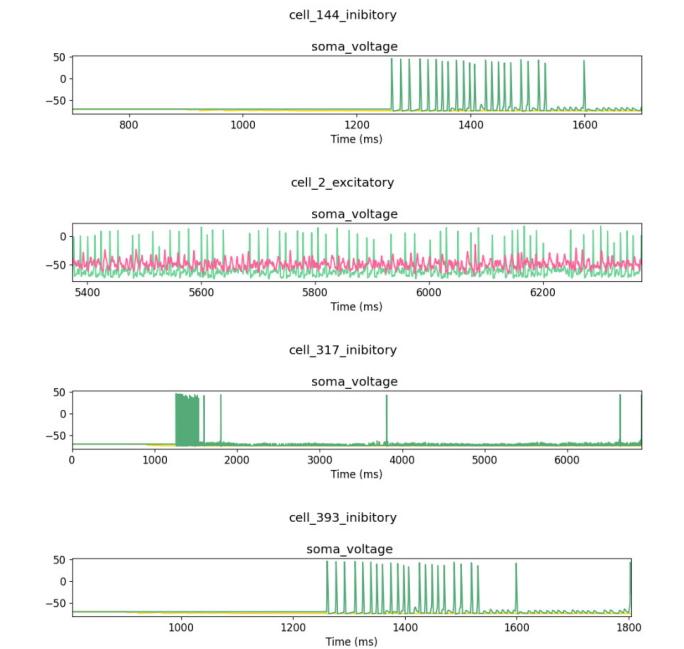 cell_144_inibitory
soma_voltage
50
0
−50
800 1000 1200 1400 1600
Time (ms)
cell_2_excitatory
soma_voltage
0
−50
5400 5600 5800 6000 6200
Time (ms)
cell_317_inibitory
soma_voltage
50
0
−50
0 1000 2000 3000 4000 5000 6000
Time (ms)
cell_393_inibitory
soma_voltage
50
0
−50
1000 1200 1400 1600 1800
Time (ms)